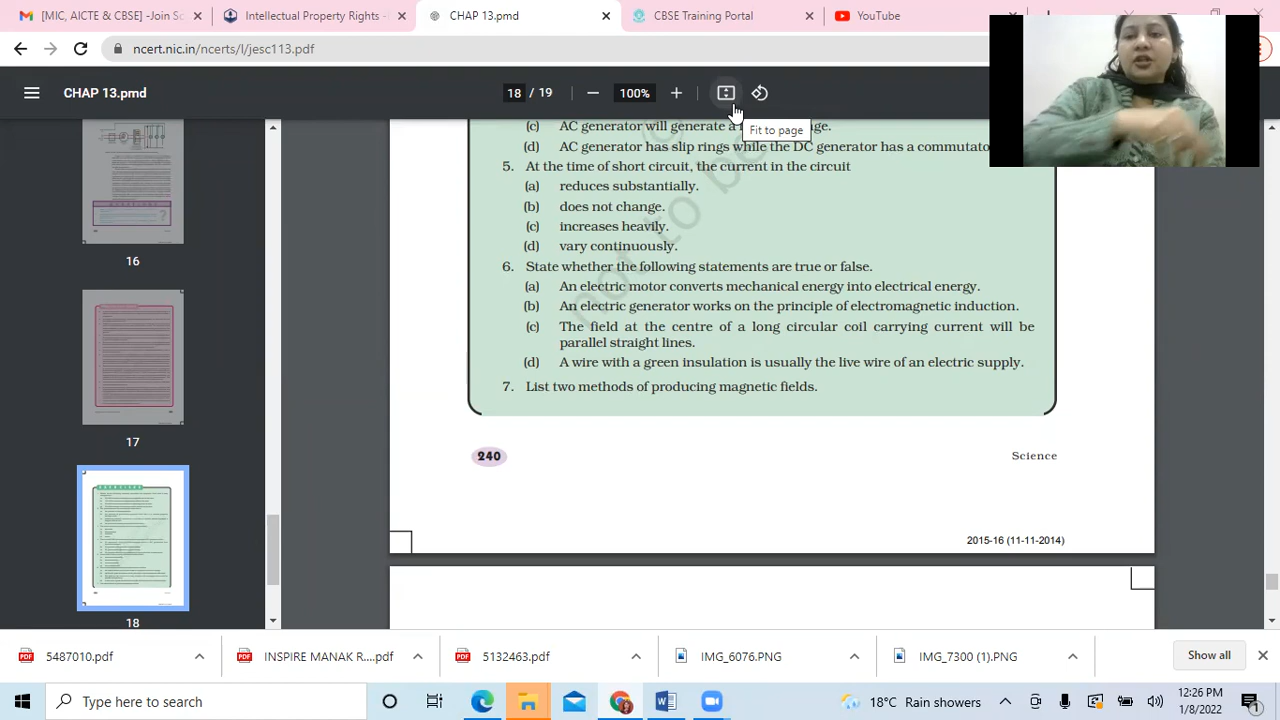 [MIC, AICTE & CBSE] -Join S
Intellectual Property Rights -
CHAP 13.pmd
CBSE Training Portal
YouTube
ncert.nic.in/ncerts/l/jesc113.pdf
CHAP 13.pmd
18 / 19
100%
Fit to page
(c) AC generator will generate a
(d) AC generator has slip rings while the DC generator has a commutato
5. At the time of short circuit, the current in the circuit
(a) reduces substantially.
(b) does not change.
(c) increases heavily.
(d) vary continuously.
6. State whether the following statements are true or false.
(a) An electric motor converts mechanical energy into electrical energy.
(b) An electric generator works on the principle of electromagnetic induction.
(c) The field at the centre of a long circular coil carrying current will be
parallel straight lines.
(d) A wire with a green insulation is usually the live wire of an electric supply.
7. List two methods of producing magnetic fields.
240
Science
2015-16 (11-11-2014)
not to be
16
17
18
5487010.pdf
INSPIRE MANAK R....pdf
5132463.pdf
IMG_6076.PNG
IMG_7300 (1).PNG
Show all
Type here to search
18°C Rain showers
12:26 PM
1/8/2022